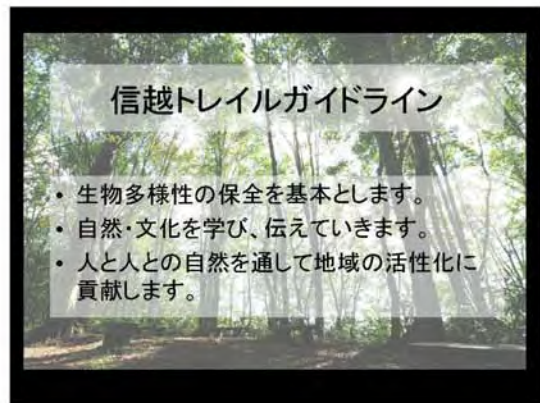 信越トレイルガイドライン
• 生物多様性の保全を基本とします。
• 自然・文化を学び、伝えていきます。
• 人と人との自然を通して地域の活性化に
貢献します。